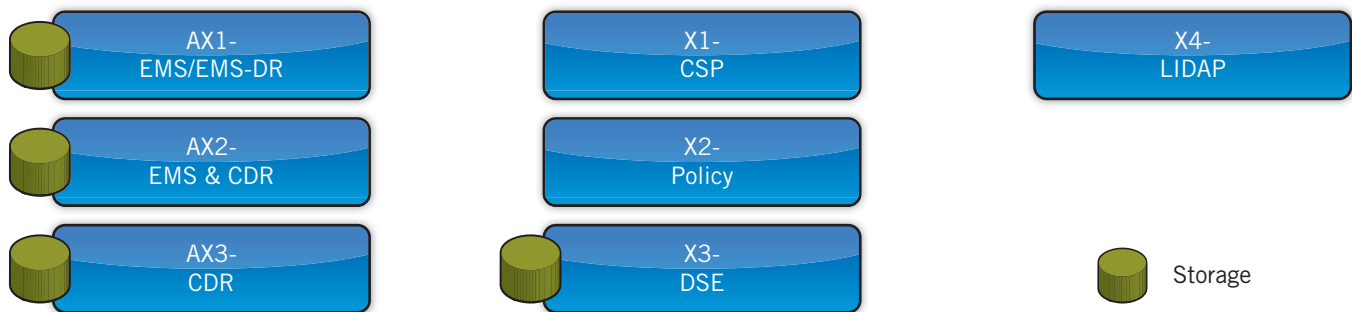 AX1-
EMS/EMS-DR
X1-
CSP
X4-
LIDAP
AX2-
EMS & CDR
X2-
Policy
AX3-
CDR
X3-
DSE
Storage